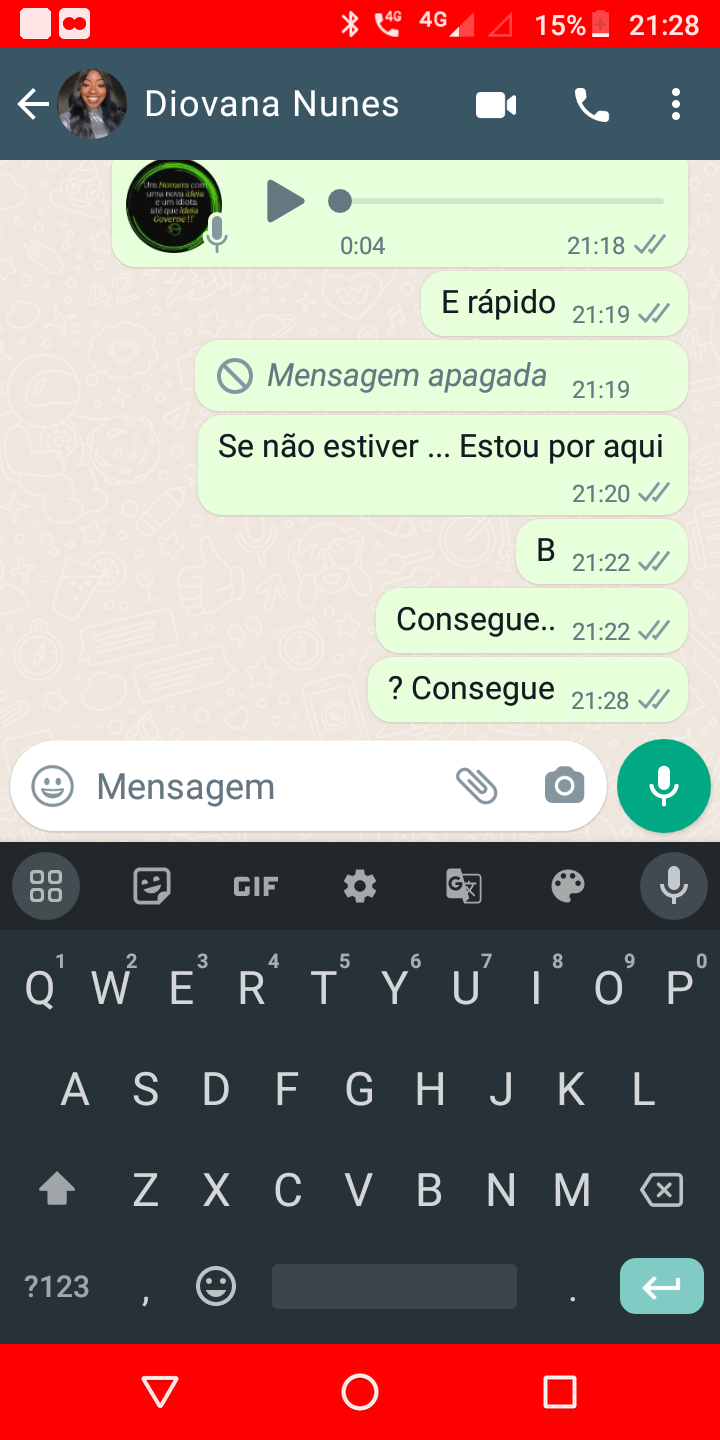 4G 4G 15% 21:28
Diovana Nunes
Um Homem com
uma nova ideia
e um idiota
até que Ideia
Governe !!
0:04 21:18
E rápido 21:19
Mensagem apagada 21:19
Se não estiver ... Estou por aqui
21:20
B 21:22
Consegue.. 21:22
? Consegue 21:28
Mensagem
GIF G
1 2 3 4 5 6 7 8 9 0
Q W E R T Y U I O P
A S D F G H J K L
Z X C V B N M
?123 , .